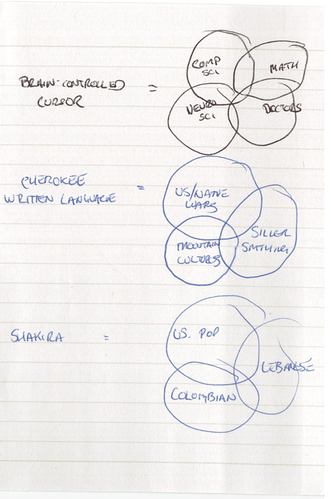 BRAIN-CONTROLLED
CURSOR
=
COMP
SCI
MATH
NEURO
SCI
DOCTORS
CHEROKEE
WRITTEN LANGUAGE
=
US/NATIVE
WARS
SILVER
SMITHING
MOUNTAIN
CULTURES
SHAKIRA
=
US. POP
LEBANESE
COLOMBIAN